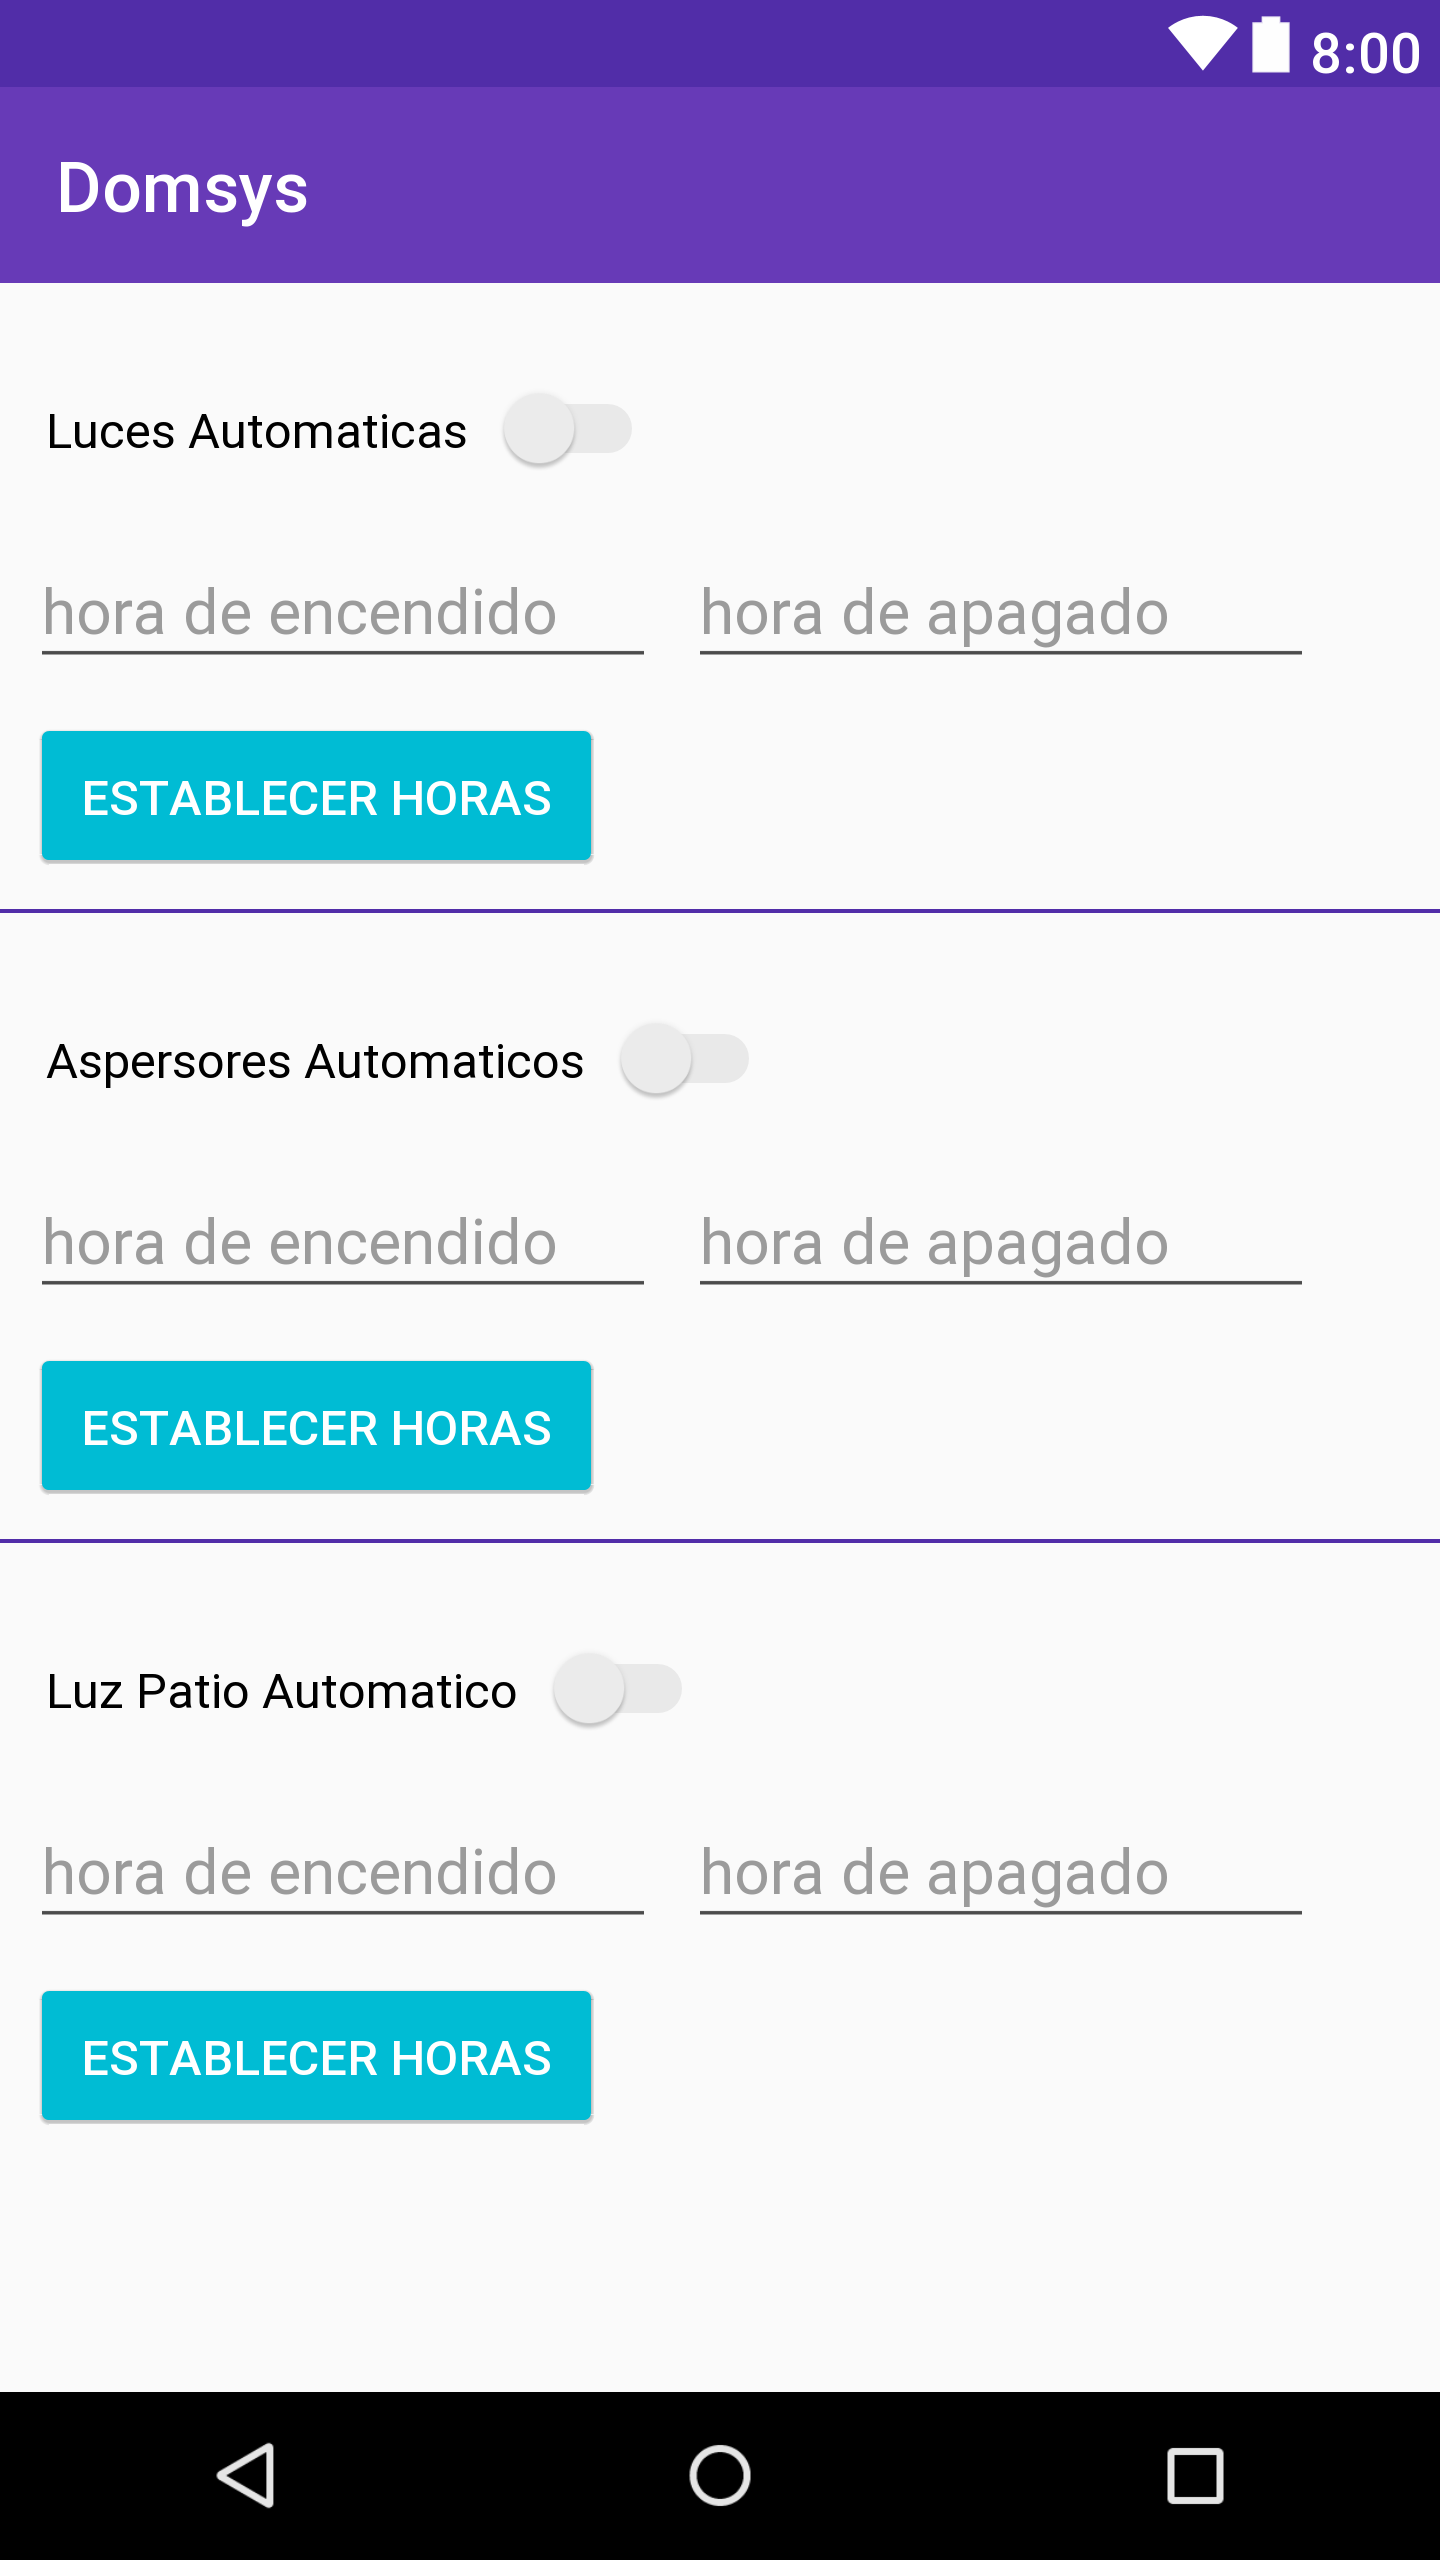 8:00
Domsys
Luces Automaticas
hora de encendido hora de apagado
ESTABLECER HORAS
Aspersores Automaticos
hora de encendido hora de apagado
ESTABLECER HORAS
Luz Patio Automatico
hora de encendido hora de apagado
ESTABLECER HORAS